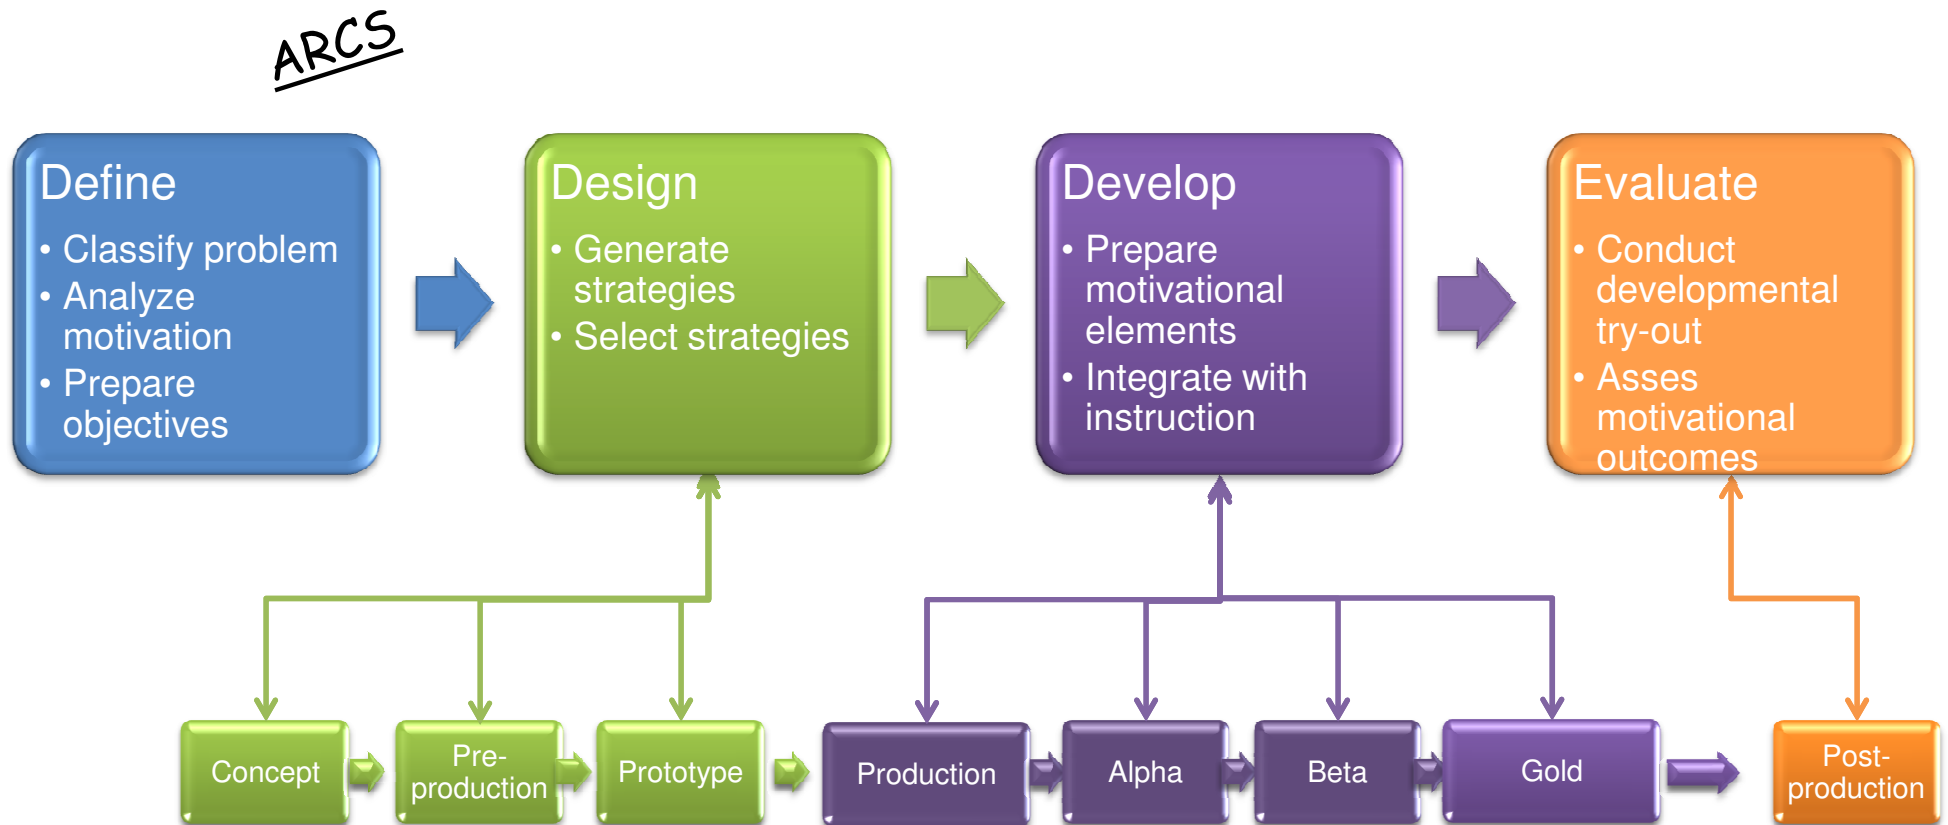 ARCS
Define
• Classify problem
• Analyze
motivation
• Prepare
objectives
Design
• Generate
strategies
• Select strategies
Develop
• Prepare
motivational
elements
• Integrate with
instruction
Evaluate
• Conduct
developmental
try-out
• Asses
motivational
outcomes
Concept
Pre-
production
Prototype
Production
Alpha
Beta
Gold
Post-
production